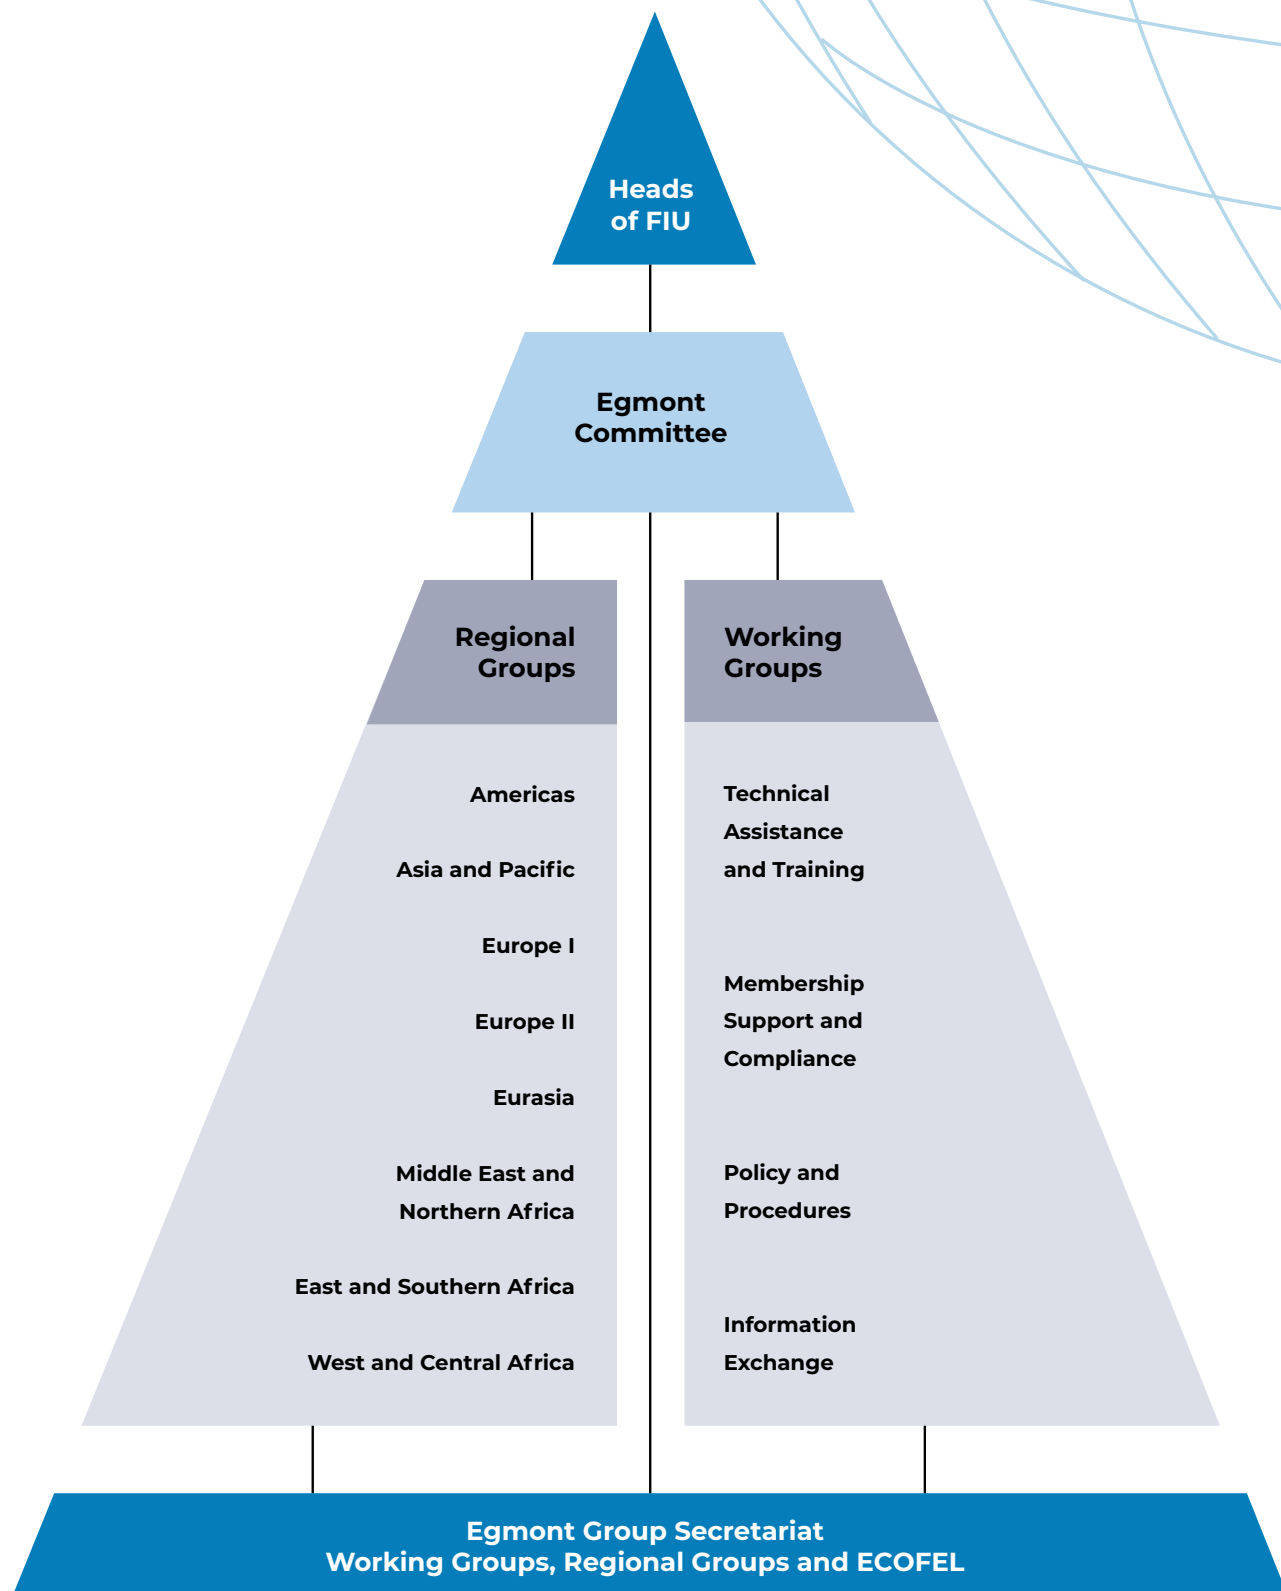 Heads
of FIU
Egmont
Committee
Regional
Groups
Americas
Asia and Pacific
Europe I
Europe II
Eurasia
Middle East and
Northern Africa
East and Southern Africa
West and Central Africa
Working
Groups
Technical
Assistance
and Training
Membership
Support and
Compliance
Policy and
Procedures
Information
Exchange
Egmont Group Secretariat
Working Groups, Regional Groups and ECOFEL